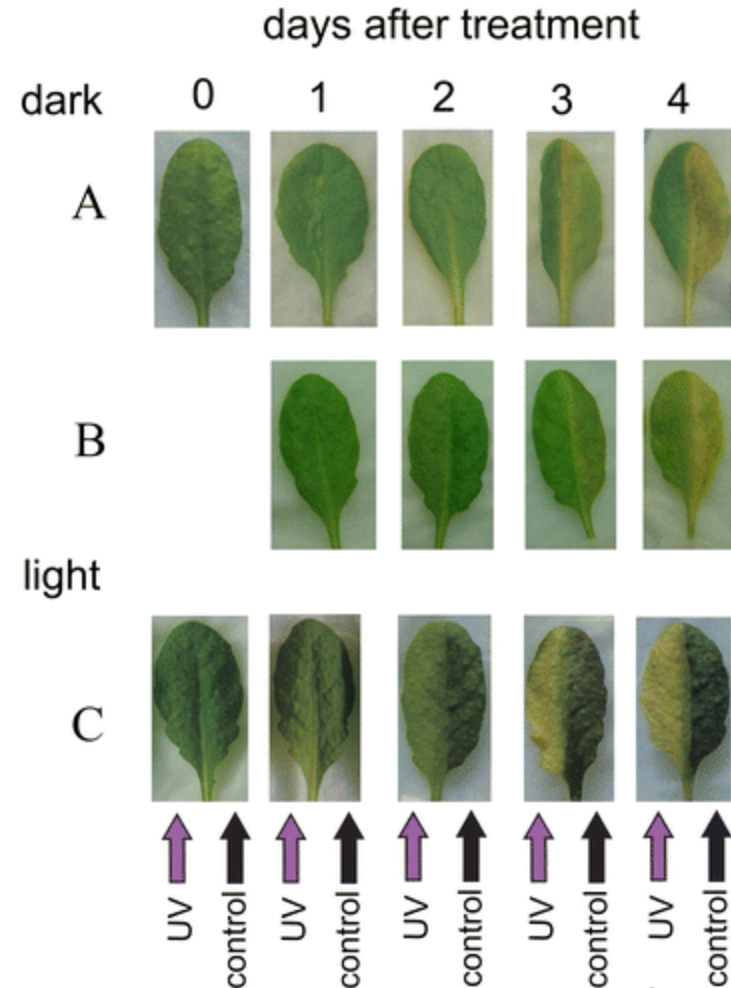 days after treatment
dark 0 1 2 3 4
A
B
light
C
UV control UV control UV control UV control UV control